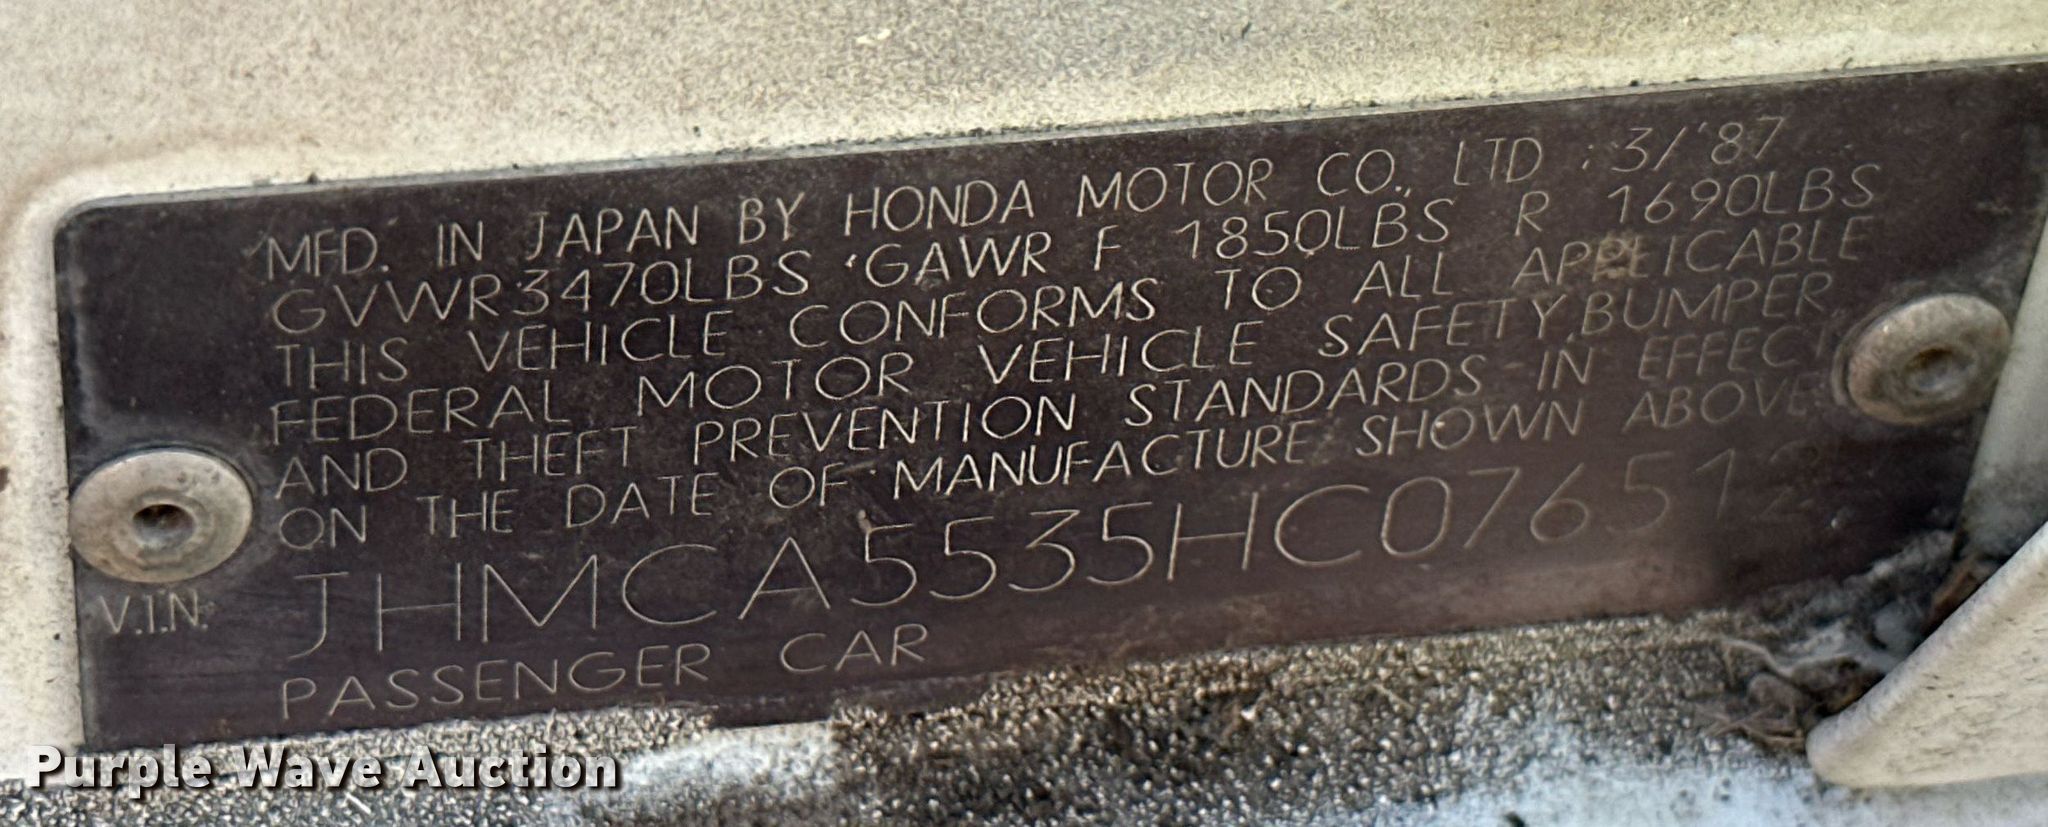 MFD. IN JAPAN BY HONDA MOTOR CO., LTD : 3/'87
GVWR 3470LBS GAWR F 1850LBS R 1690LBS
THIS VEHICLE CONFORMS TO ALL APPLICABLE
FEDERAL MOTOR VEHICLE SAFETY, BUMPER
AND THEFT PREVENTION STANDARDS IN EFFECT
ON THE DATE OF MANUFACTURE SHOWN ABOVE.
V.I.N. JHMCA5535HC076512
PASSENGER CAR
Purple Wave Auction